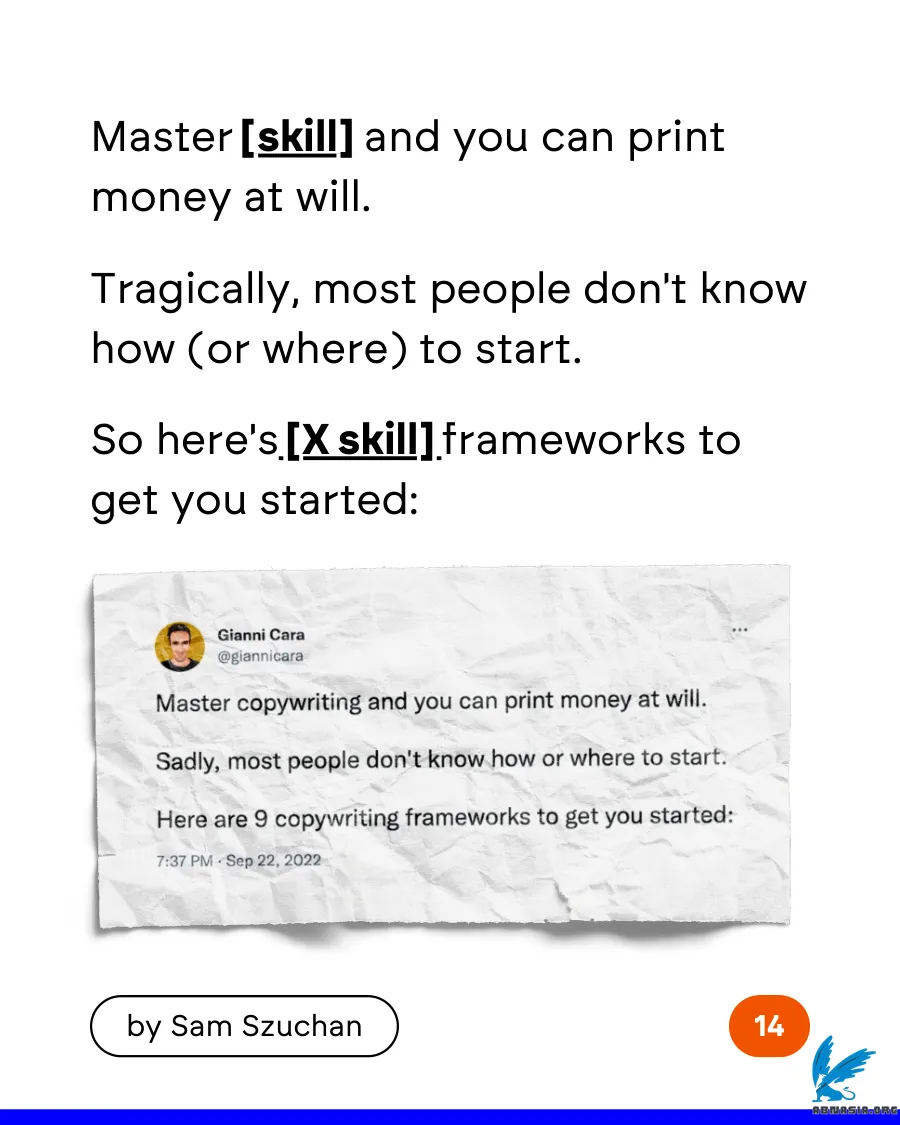 Master [skill] and you can print
money at will.
Tragically, most people don't know
how (or where) to start.
So here's [X skill] frameworks to
get you started:
Gianni Cara
@giannicara
...
Master copywriting and you can print money at will.
Sadly, most people don't know how or where to start.
Here are 9 copywriting frameworks to get you started:
7:37 PM · Sep 22, 2022
by Sam Szuchan
14
ABIWASIA.ORG